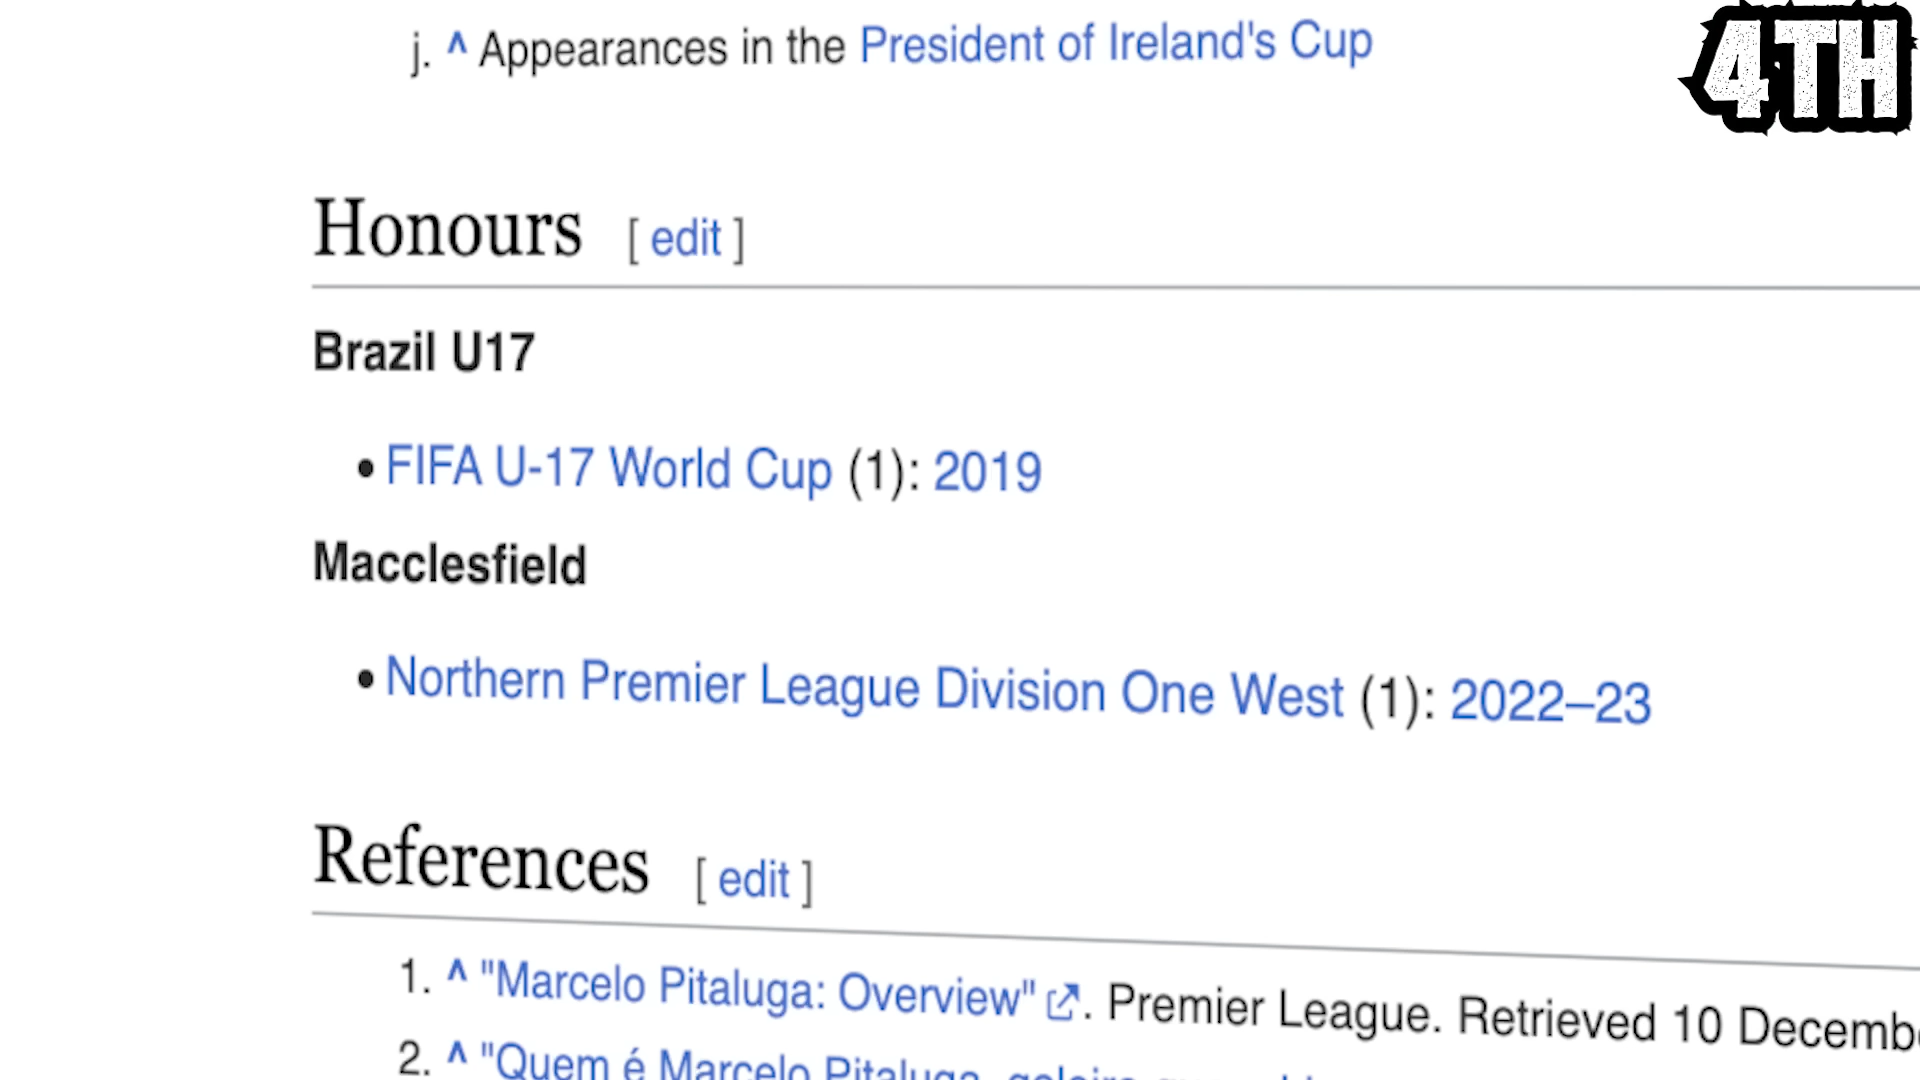 j. ^ Appearances in the President of Ireland's Cup
4TH
Honours [ edit ]
Brazil U17
• FIFA U-17 World Cup (1): 2019
Macclesfield
• Northern Premier League Division One West (1): 2022–23
References [ edit ]
1. ^ "Marcelo Pitaluga: Overview". Premier League. Retrieved 10 Decemb
2. ^ "Quem é Marcelo Pitaluga, goleiro